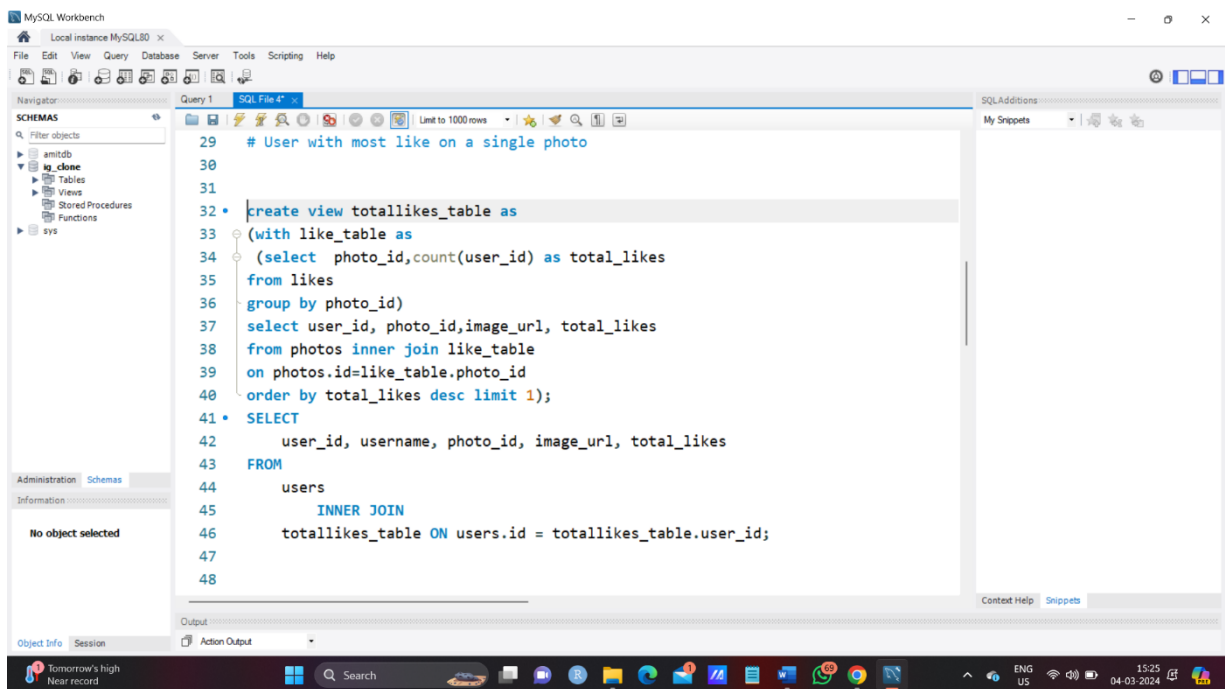 MySQL Workbench
Local instance MySQL80
File Edit View Query Database Server Tools Scripting Help
Navigator
SCHEMAS
Filter objects
amitdb
ig_clone
Tables
Views
Stored Procedures
Functions
sys
Administration Schemas
Information
No object selected
Object Info Session
Query 1 SQL File 4*
Limit to 1000 rows
29 # User with most like on a single photo
30
31
32 create view totallikes_table as
33 (with like_table as
34 (select  photo_id,count(user_id) as total_likes
35 from likes
36 group by photo_id)
37 select user_id, photo_id,image_url, total_likes
38 from photos inner join like_table
39 on photos.id=like_table.photo_id
40 order by total_likes desc limit 1);
41 SELECT
42 user_id, username, photo_id, image_url, total_likes
43 FROM
44 users
45 INNER JOIN
46 totallikes_table ON users.id = totallikes_table.user_id;
47
48
Output
Action Output
SQLAdditions
My Snippets
Context Help Snippets
1
Tomorrow's high
Near record
Search
1
69
ENG
US
15:25
04-03-2024